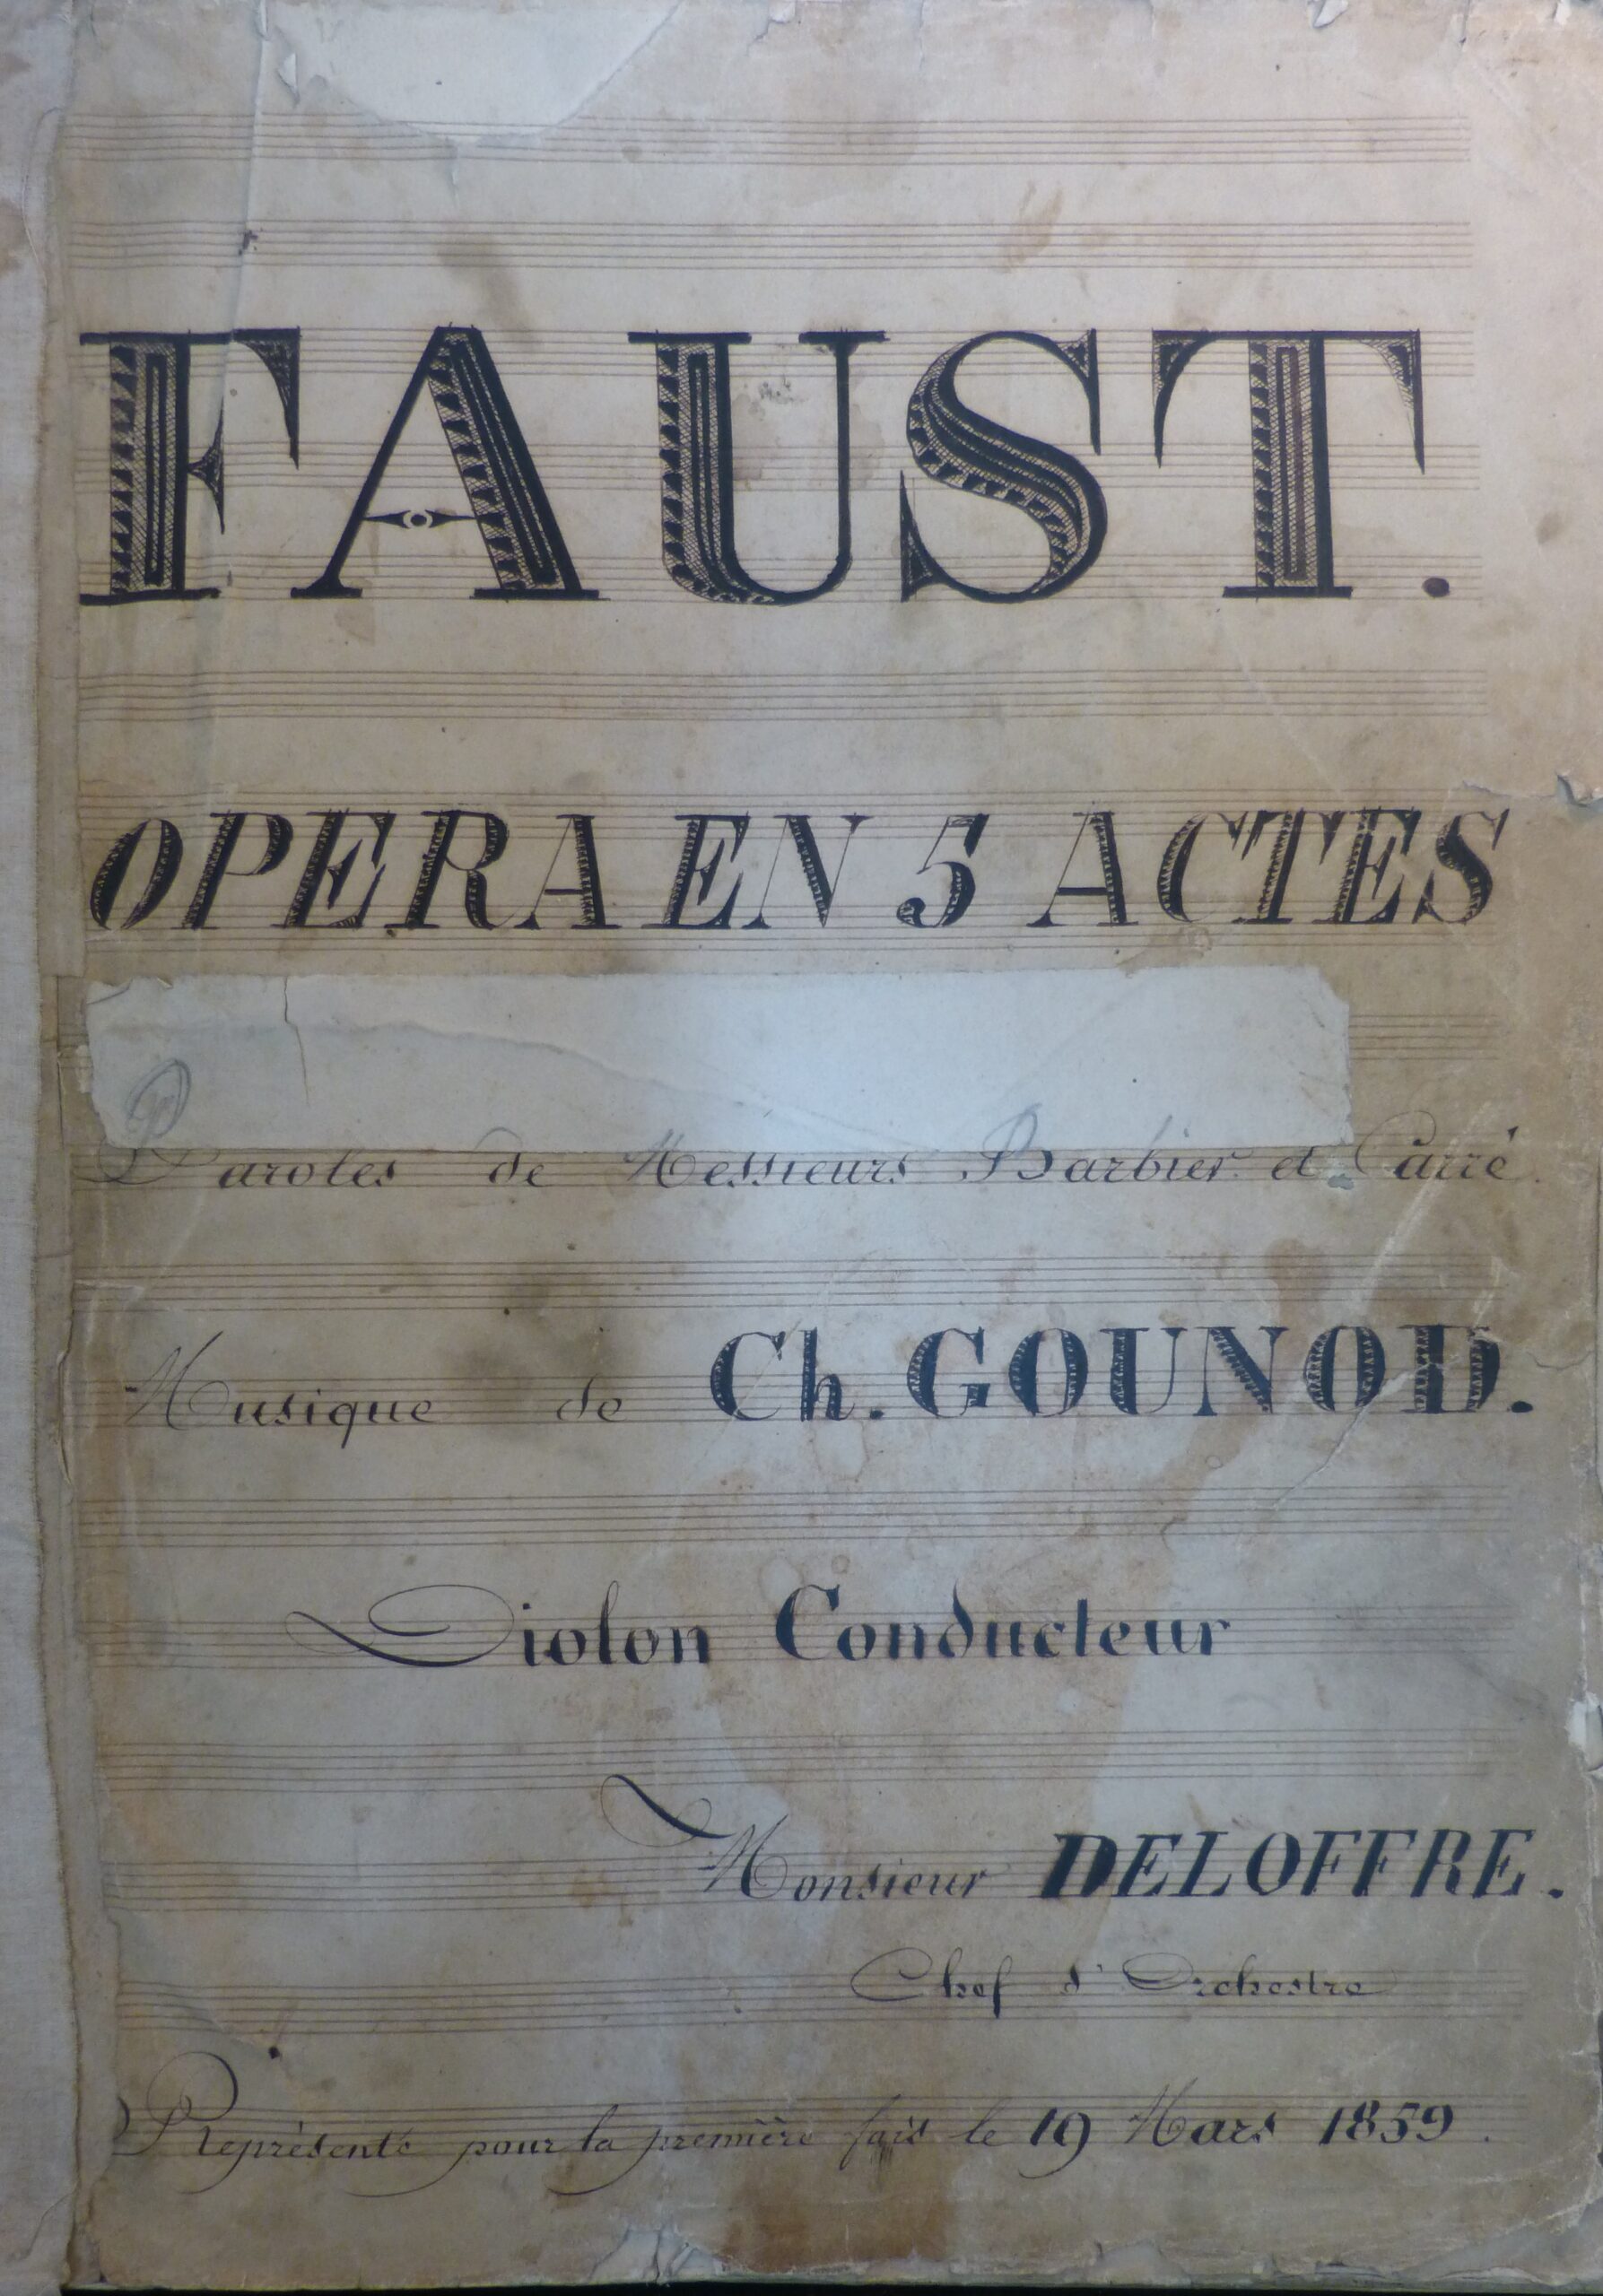 FAUST.
OPERA EN 5 ACTES
Paroles de Messieurs Barbier et Carré.
Musique de Ch. GOUNOD.
Violon Conducteur
Monsieur DELOFFRE.
Chef d'Orchestre
Représenté pour la première fois le 19 Mars 1859.